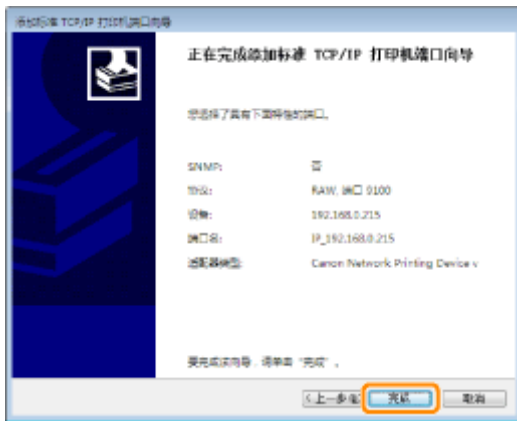 添加标准 TCP/IP 打印机端口向导
正在完成添加标准 TCP/IP 打印机端口向导
您选择了具有下面特性的端口。
SNMP: 否
协议: RAW, 端口 9100
设备: 192.168.0.215
端口名: IP_192.168.0.215
适配器类型: Canon Network Printing Device v
要完成该向导，请单击“完成”。
<上一步(B) 完成 取消